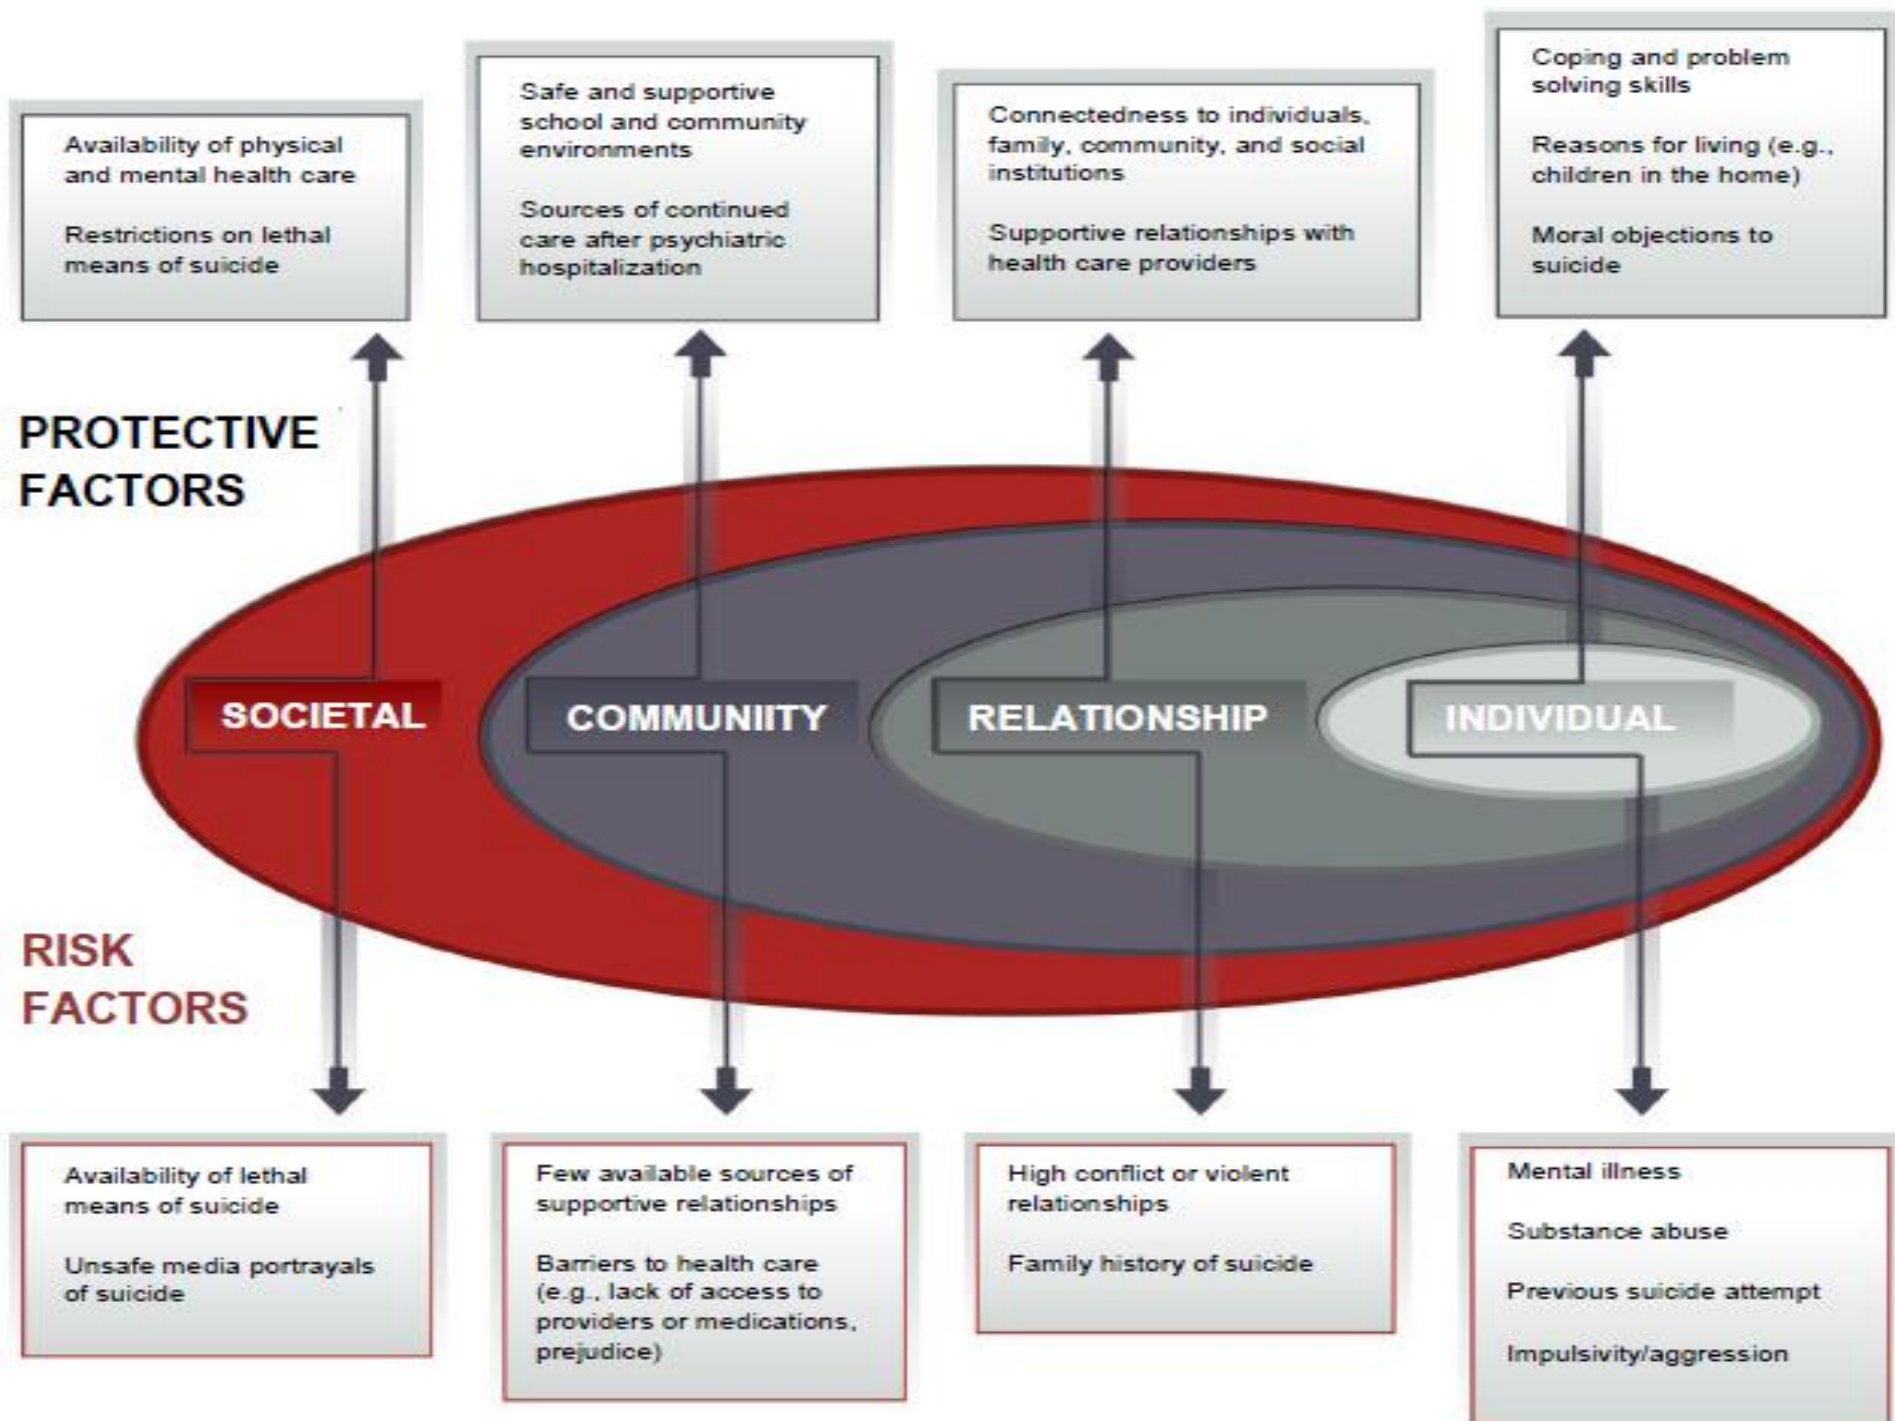 Availability of physical
and mental health care
Restrictions on lethal
means of suicide
Safe and supportive
school and community
environments
Sources of continued
care after psychiatric
hospitalization
Connectedness to individuals,
family, community, and social
institutions
Supportive relationships with
health care providers
Coping and problem
solving skills
Reasons for living (e.g.,
children in the home)
Moral objections to
suicide
PROTECTIVE
FACTORS
SOCIETAL
COMMUNIITY
RELATIONSHIP
INDIVIDUAL
RISK
FACTORS
Availability of lethal
means of suicide
Unsafe media portrayals
of suicide
Few available sources of
supportive relationships
Barriers to health care
(e.g., lack of access to
providers or medications,
prejudice)
High conflict or violent
relationships
Family history of suicide
Mental illness
Substance abuse
Previous suicide attempt
Impulsivity/aggression